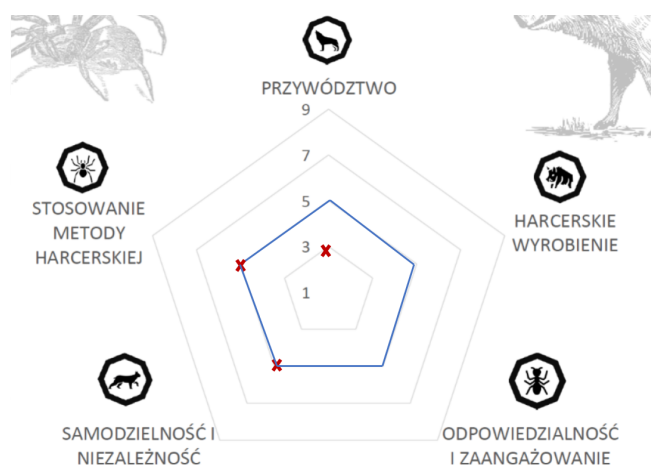 PRZYWÓDZTWO
9
7
5
3
1
STOSOWANIE
METODY
HARCERSKIEJ
HARCERSKIE
WYROBIENIE
SAMODZIELNOŚĆ I
NIEZALEŻNOŚĆ
ODPOWIEDZIALNOŚĆ
I ZAANGAŻOWANIE